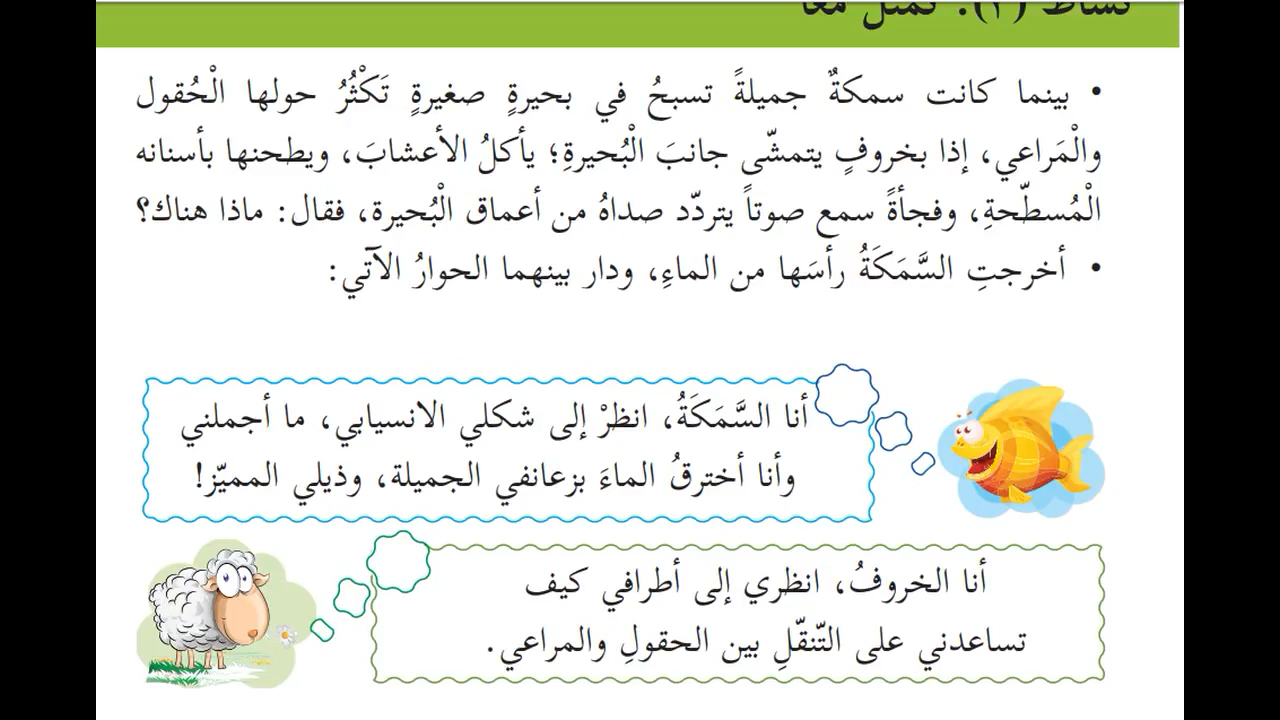 • بينما كانت سمكةٌ جميلةً تسبحُ في بحيرةٍ صغيرةٍ تَكْثُرُ حولها الْحُقول
والْمَراعي، إذا بخروفٍ يتمشّى جانبَ الْبُحيرةِ؛ يأكلُ الأعشابَ، ويطحنها بأسنانه
الْمُسطّحةِ، وفجأةً سمع صوتاً يتردّد صداهُ من أعماق الْبُحيرة، فقال: ماذا هناك؟
• أخرجتِ السَّمَكَةُ رأسَها من الماءِ، ودار بينهما الحوارُ الآتي:
أنا السَّمَكَةُ، انظرْ إلى شكلي الانسيابي، ما أجملني
وأنا أخترقُ الماءَ بزعانفي الجميلة، وذيلي المميّز!
أنا الخروفُ، انظري إلى أطرافي كيف
تساعدني على التّنقّلِ بين الحقولِ والمراعي.